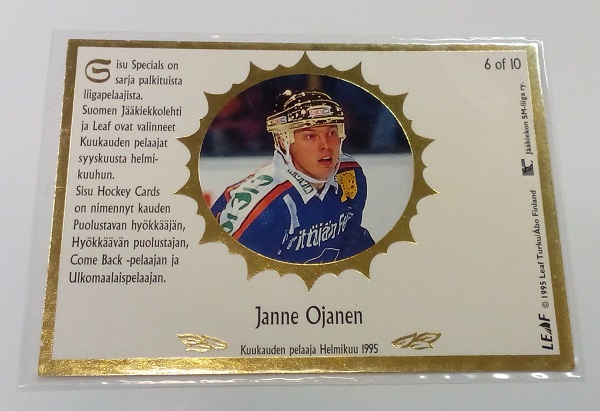 Sisu Specials on
sarja palkituista
liigapelaajista.
Suomen Jääkiekkolehti
ja Leaf ovat valinneet
Kuukauden pelaajat
syyskuusta helmi-
kuuhun.
Sisu Hockey Cards
on nimennyt kauden
Puolustavan hyökkääjän,
Hyökkäävän puolustajan,
Come Back -pelaajan ja
Ulkomaalaispelaajan.
6 of 10
Jääkiekon SM-liiga ry.
© 1995 Leaf Turku/Åbo Finland
LEAF
Janne Ojanen
Kuukauden pelaaja Helmikuu 1995